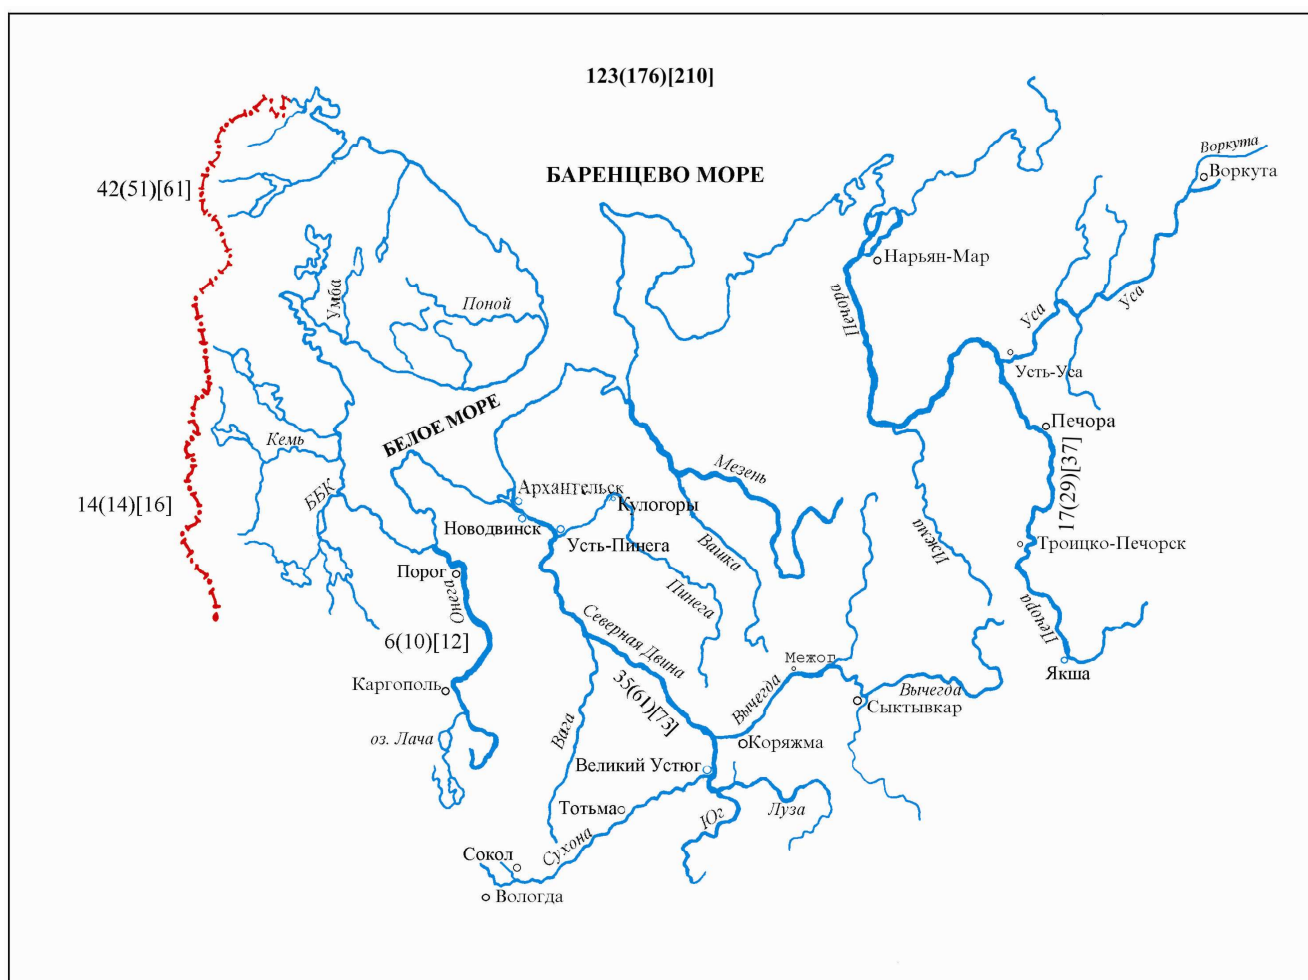 123(176)[210]
Воркута
Воркута
БАРЕНЦЕВО МОРЕ
42(51)[61]
Нарьян-Мар
Умба
Поной
Печора
Уса
Уса
Усть-Уса
БЕЛОЕ МОРЕ
Печора
Кемь
Мезень
17(29)[37]
ББК
Архангельск
Кулогоры
14(14)[16]
Новодвинск
Усть-Пинега
Вашка
Ижма
Троицко-Печорск
Порог
Онега
Пинега
Печора
6(10)[12]
Северная Двина
Межог
Якша
Каргополь
35(61)[73]
Вычегда
Вычегда
Сыктывкар
оз. Лача
Вага
Коряжма
Великий Устюг
Тотьма
Юг
Луза
Сухона
Сокол
Вологда